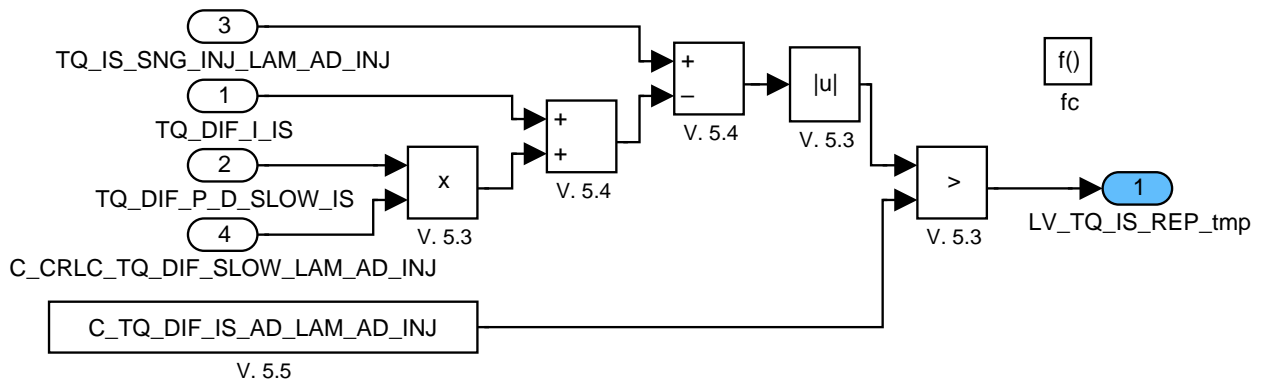 3
TQ_IS_SNG_INJ_LAM_AD_INJ
+
–
V. 5.4
|u|
V. 5.3
f()
fc
1
TQ_DIF_I_IS
+
+
V. 5.4
2
TQ_DIF_P_D_SLOW_IS
x
V. 5.3
4
C_CRLC_TQ_DIF_SLOW_LAM_AD_INJ
>
V. 5.3
1
LV_TQ_IS_REP_tmp
C_TQ_DIF_IS_AD_LAM_AD_INJ
V. 5.5